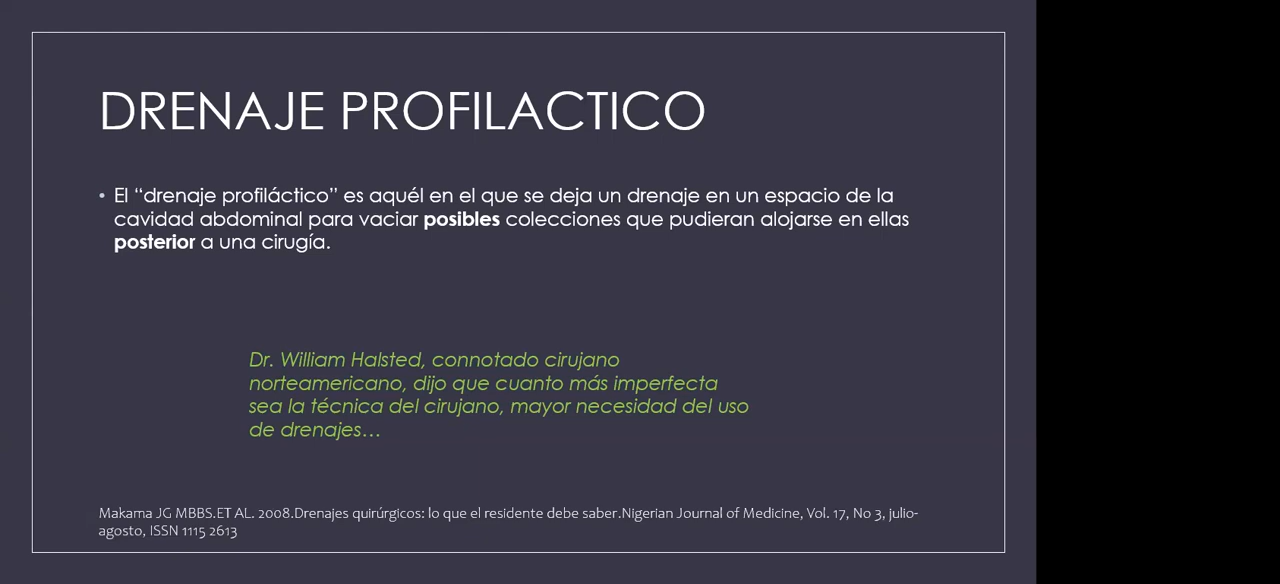 DRENAJE PROFILACTICO
• El “drenaje profiláctico” es aquél en el que se deja un drenaje en un espacio de la
cavidad abdominal para vaciar posibles colecciones que pudieran alojarse en ellas
posterior a una cirugía.
Dr. William Halsted, connotado cirujano
norteamericano, dijo que cuanto más imperfecta
sea la técnica del cirujano, mayor necesidad del uso
de drenajes…
Makama JG MBBS.ET AL. 2008.Drenajes quirúrgicos: lo que el residente debe saber.Nigerian Journal of Medicine, Vol. 17, No 3, julio-
agosto, ISSN 1115 2613